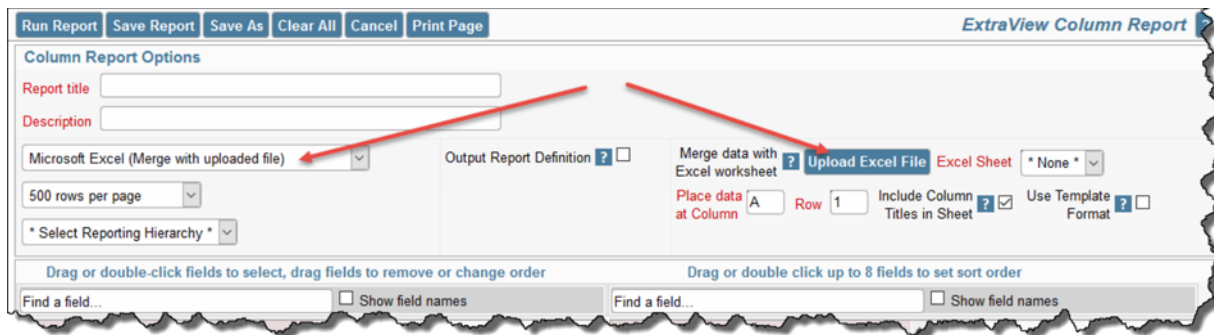 Run Report Save Report Save As Clear All Cancel Print Page ExtraView Column Report ?
Column Report Options
Report title
Description
Microsoft Excel (Merge with uploaded file) Output Report Definition ? Merge data with Excel worksheet ? Upload Excel File Excel Sheet * None *
500 rows per page Place data at Column A Row 1 Include Column Titles in Sheet ? Use Template Format ?
* Select Reporting Hierarchy *
Drag or double-click fields to select, drag fields to remove or change order Drag or double click up to 8 fields to set sort order
Find a field... Show field names Find a field... Show field names